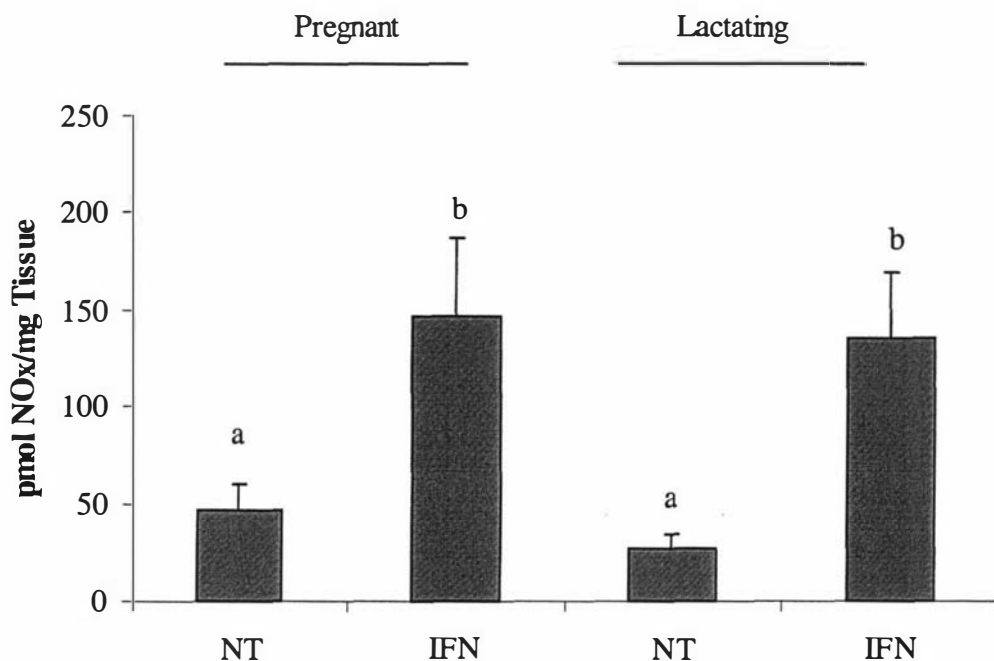 Pregnant Lactating
250
200
150
100
50
0
pmol NOx/mg Tissue
a
b
a
b
NT IFN NT IFN